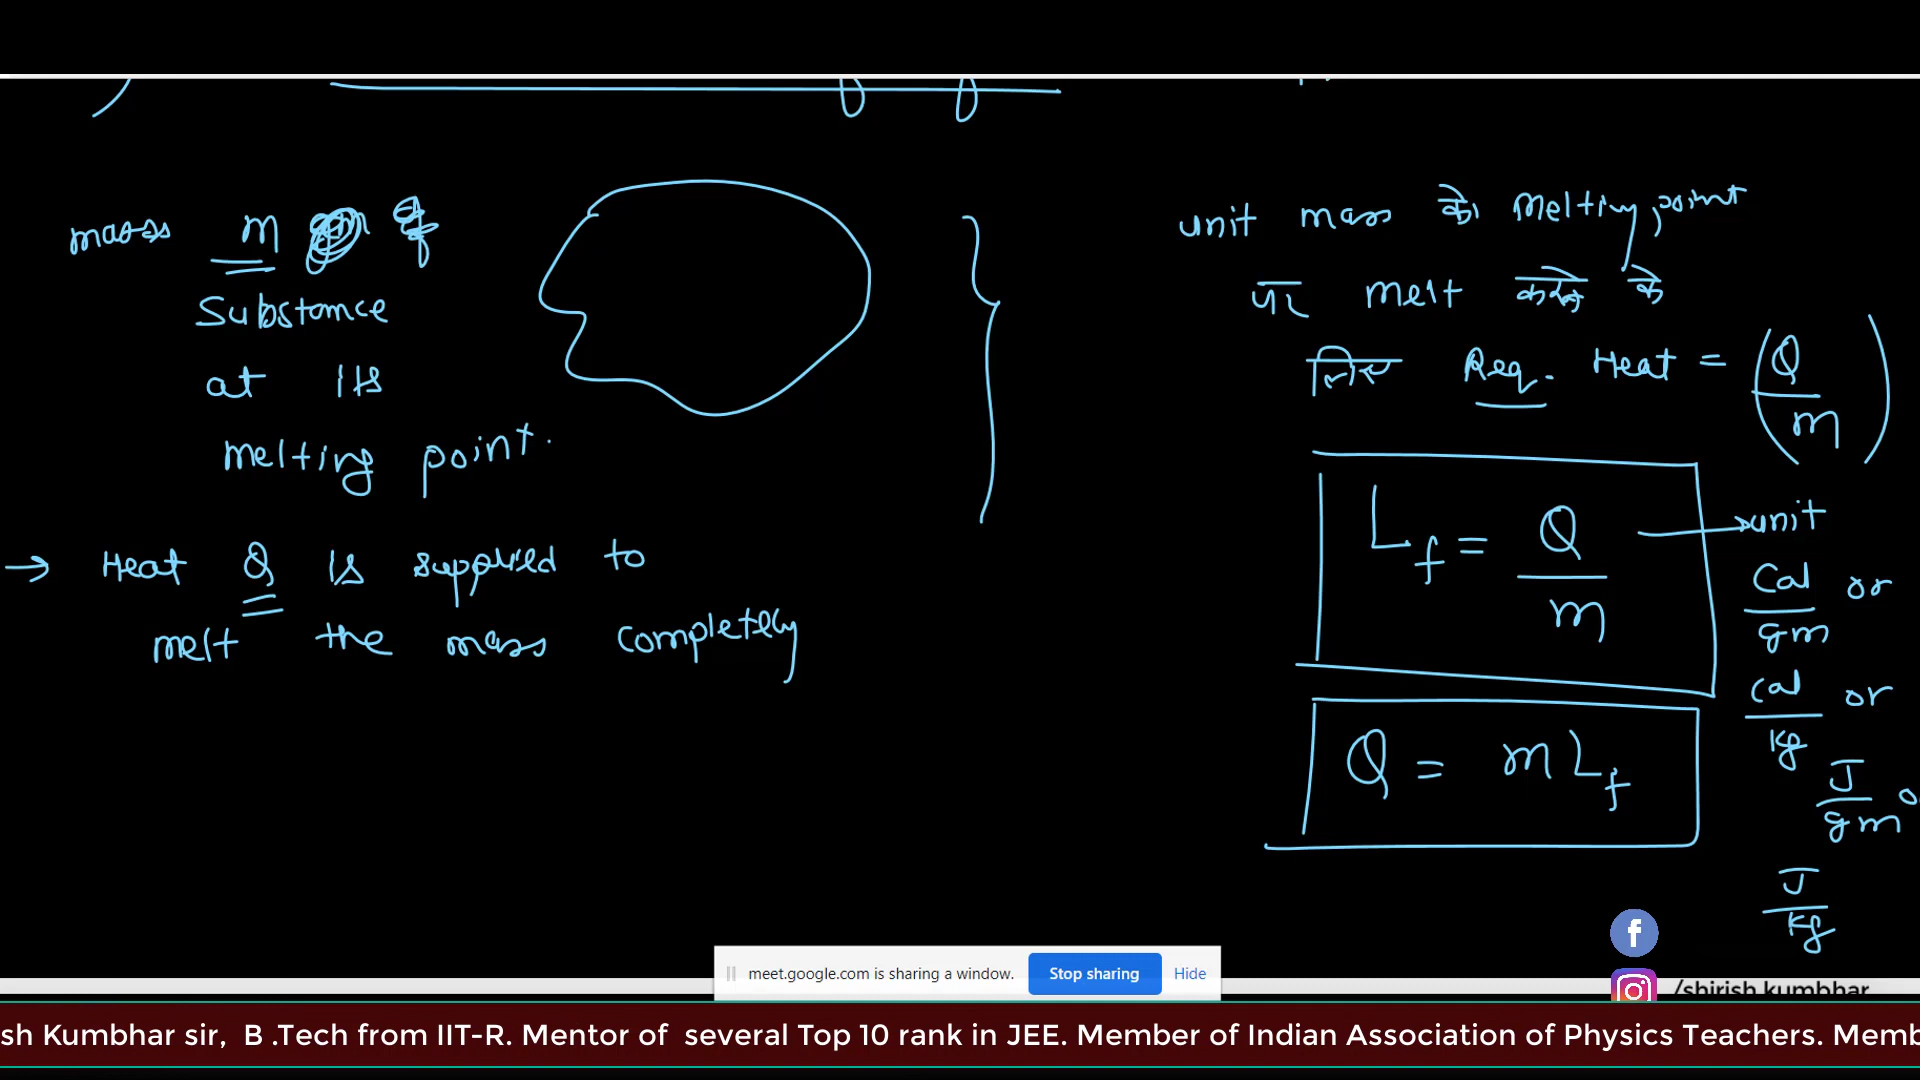 mass m of
Substance
at its
melting point.
→ Heat Q is supplied to
melt the mass completely
unit mass को melting point
पर melt करने के
लिए Req. Heat = (Q/m)
L_f = Q/m → unit
Cal/gm or
Cal/kg or
J/gm or
J/kg
Q = m L_f
meet.google.com is sharing a window. Stop sharing Hide
/shirish kumbhar
sh Kumbhar sir, B .Tech from IIT-R. Mentor of several Top 10 rank in JEE. Member of Indian Association of Physics Teachers. Memb